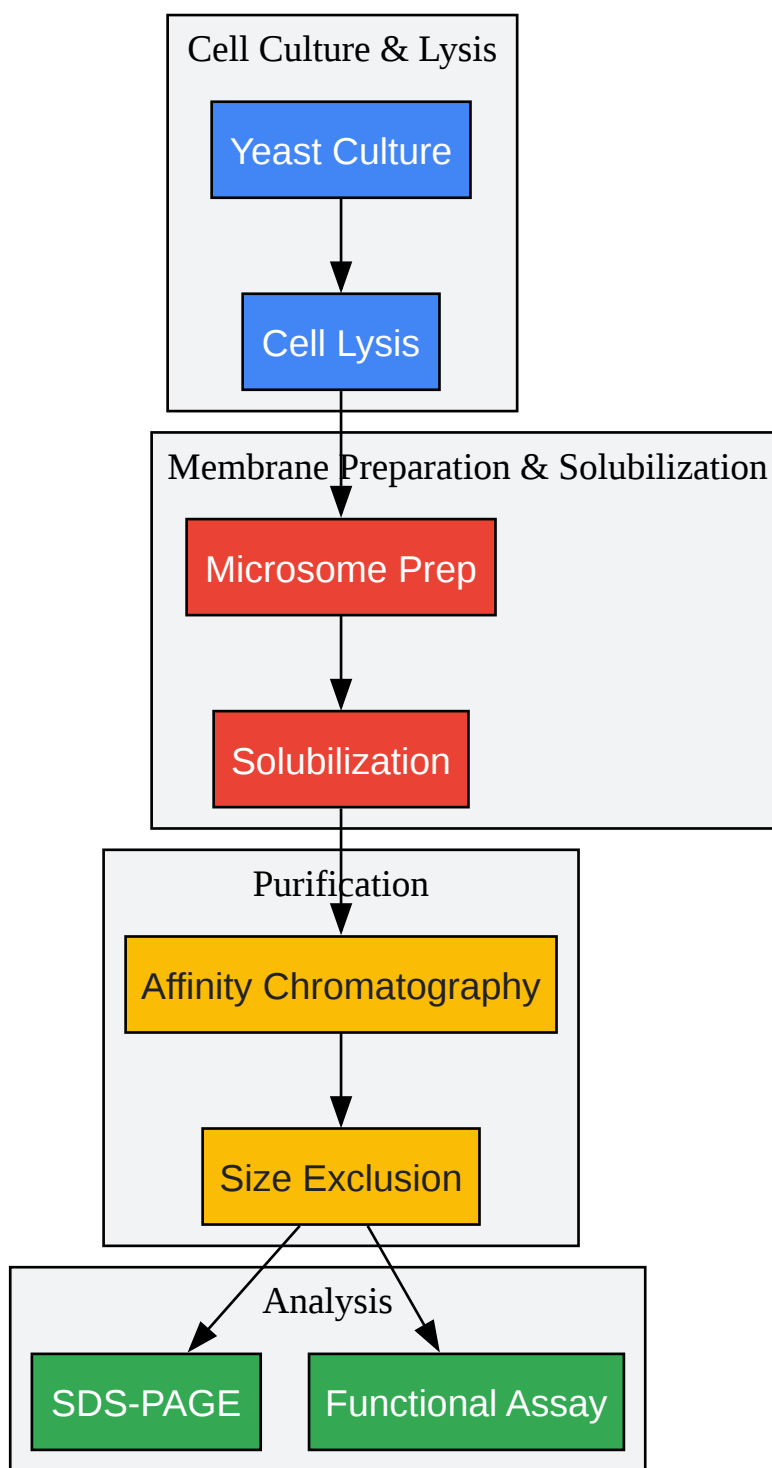 Cell Culture & Lysis
Yeast Culture
Cell Lysis
Membrane Preparation & Solubilization
Microsome Prep
Solubilization
Purification
Affinity Chromatography
Size Exclusion
Analysis
SDS-PAGE
Functional Assay